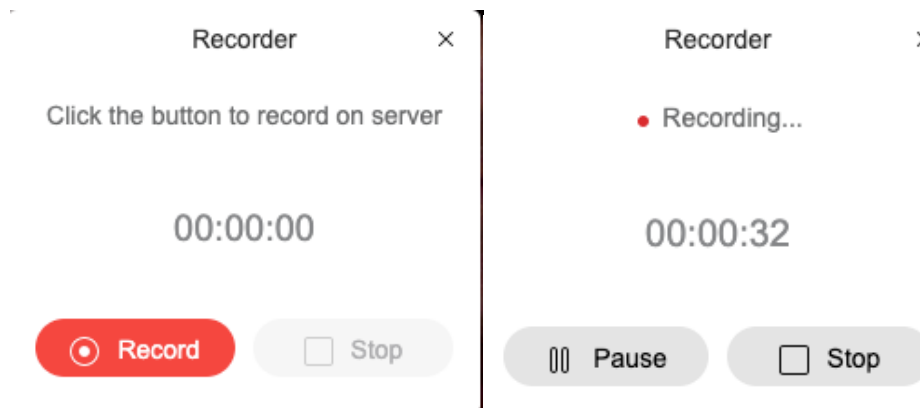 Recorder
Click the button to record on server
00:00:00
Record
Stop
Recorder
Recording...
00:00:32
Pause
Stop